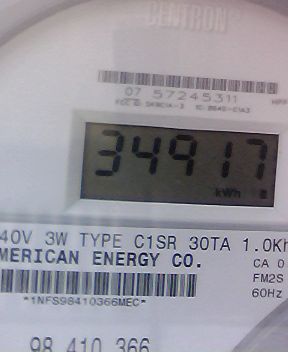 CENTRON
07 57245311
34917
kWh
40V 3W TYPE C1SR 30TA 1.0Kh
MERICAN ENERGY CO.
CA 0
FM2S
60Hz
*1NFS98410366MEC*
98 410 366